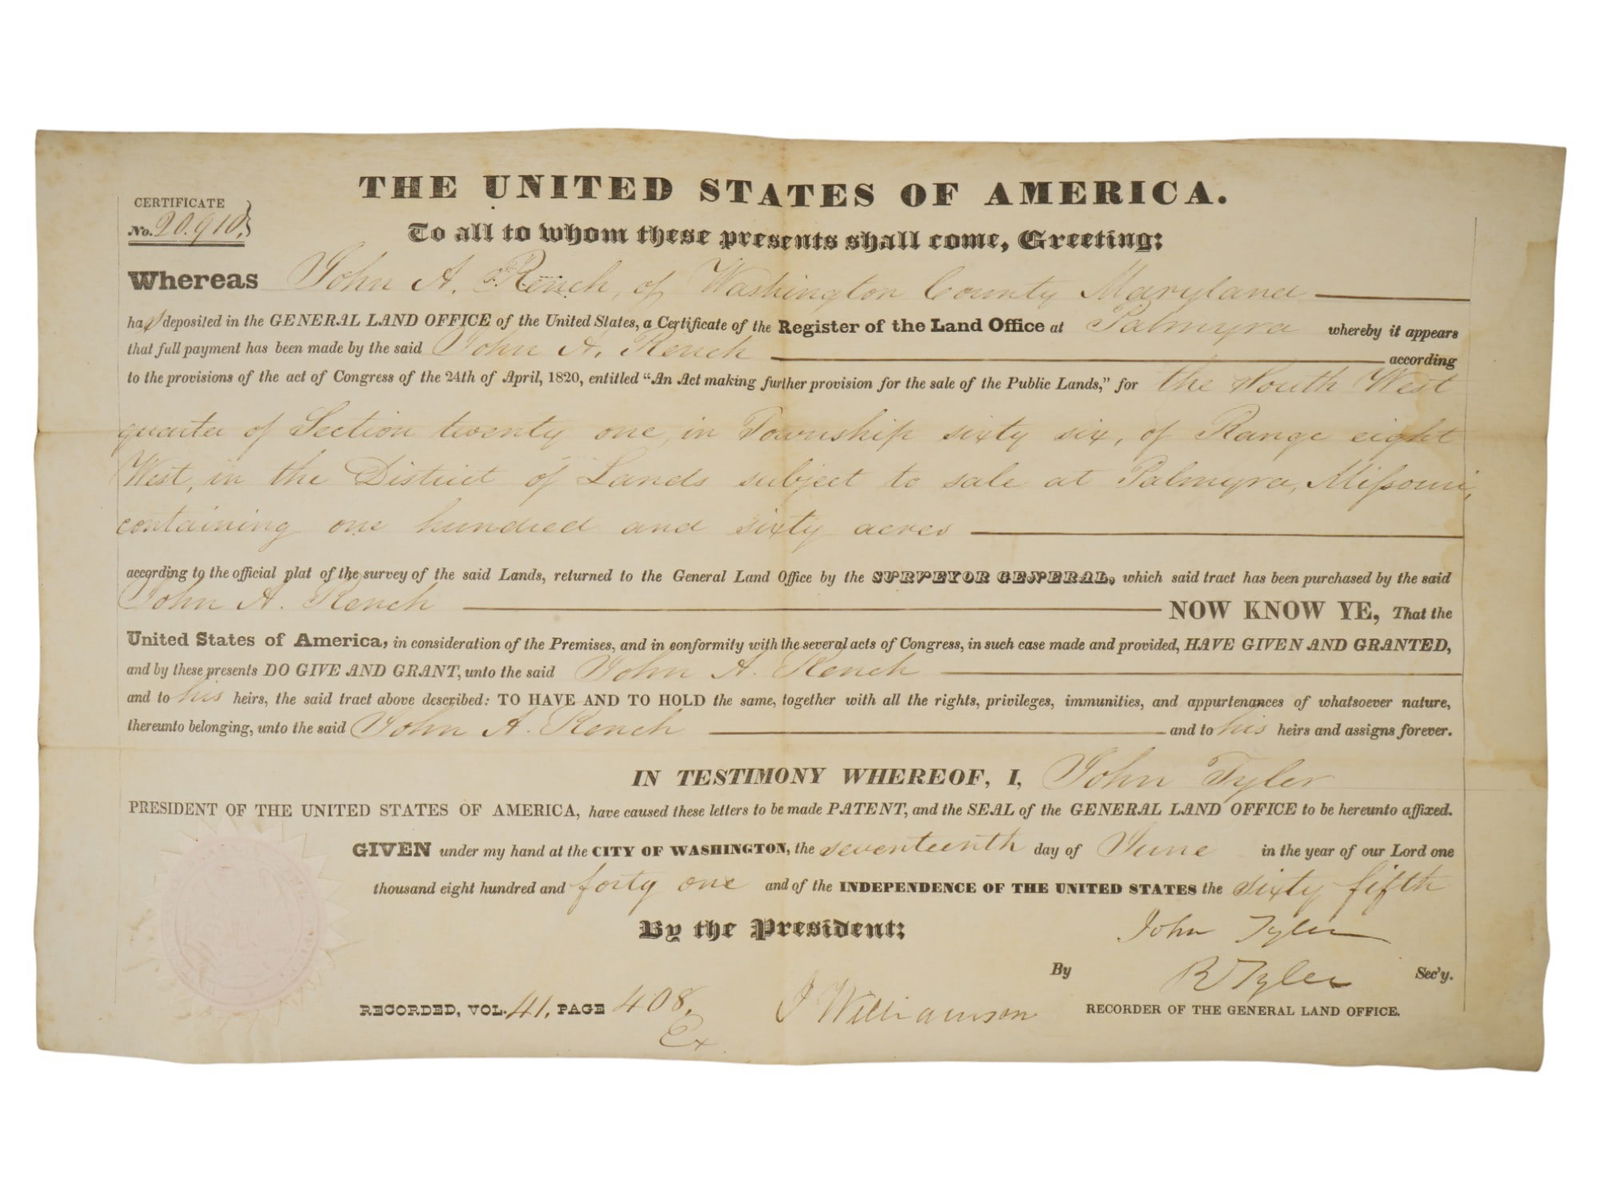 THE UNITED STATES OF AMERICA.
CERTIFICATE
No. 20.910.
To all to whom these presents shall come, Greeting:
Whereas John A. Rench, of Washington County Maryland
has deposited in the GENERAL LAND OFFICE of the United States, a Certificate of the Register of the Land Office at Palmyra whereby it appears
that full payment has been made by the said John A. Rench according
to the provisions of the act of Congress of the 24th of April, 1820, entitled "An Act making further provision for the sale of the Public Lands," for the South West
quarter of Section twenty one, in Township sixty six, of Range eight
West, in the District of Lands subject to sale at Palmyra, Missouri,
containing one hundred and sixty acres
according to the official plat of the survey of the said Lands, returned to the General Land Office by the SURVEYOR GENERAL, which said tract has been purchased by the said
John A. Rench NOW KNOW YE, That the
United States of America, in consideration of the Premises, and in conformity with the several acts of Congress, in such case made and provided, HAVE GIVEN AND GRANTED,
and by these presents DO GIVE AND GRANT, unto the said John A. Rench
and to his heirs, the said tract above described: TO HAVE AND TO HOLD the same, together with all the rights, privileges, immunities, and appurtenances of whatsoever nature,
thereunto belonging, unto the said John A. Rench and to his heirs and assigns forever.
IN TESTIMONY WHEREOF, I, John Tyler
PRESIDENT OF THE UNITED STATES OF AMERICA, have caused these letters to be made PATENT, and the SEAL of the GENERAL LAND OFFICE to be hereunto affixed.
GIVEN under my hand at the CITY OF WASHINGTON, the seventeenth day of June in the year of our Lord one
thousand eight hundred and forty one and of the INDEPENDENCE OF THE UNITED STATES the sixty fifth
By the President: John Tyler
By R Tyler Sec'y.
RECORDED, VOL. 41, PAGE 408. J Williamson RECORDER OF THE GENERAL LAND OFFICE.
Ex